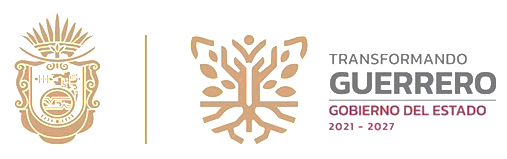 TRANSFORMANDO
GUERRERO
GOBIERNO DEL ESTADO
2021 - 2027